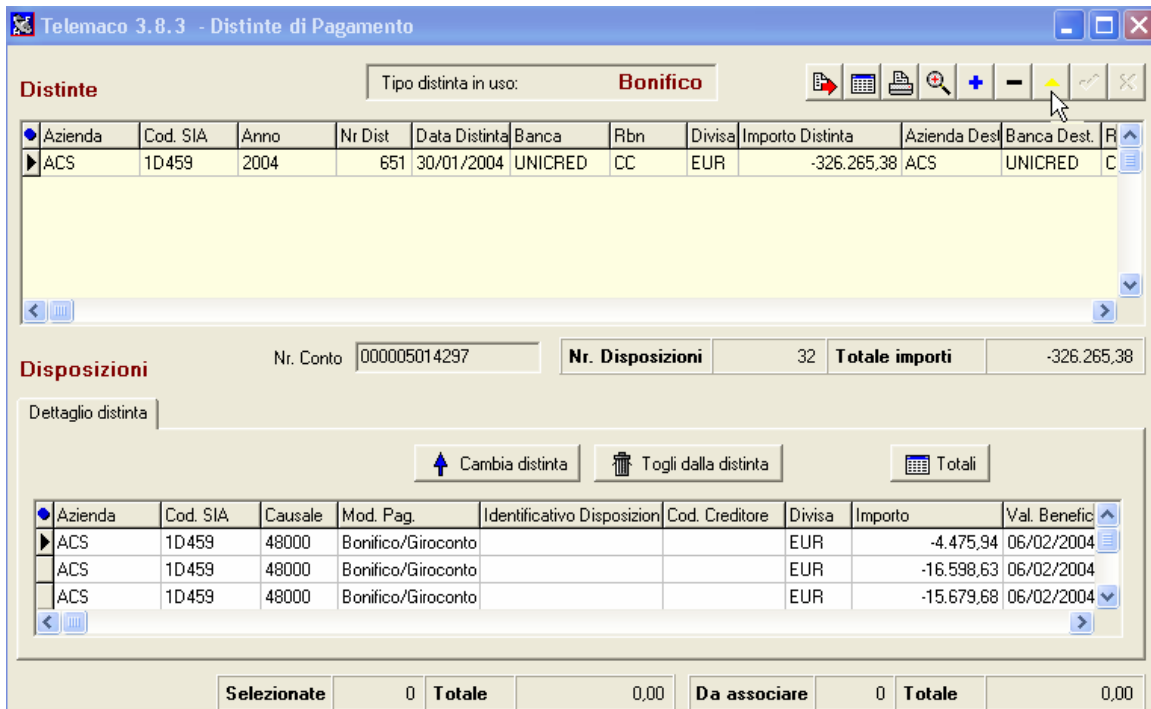 Telemaco 3.8.3 - Distinte di Pagamento
Distinte
Tipo distinta in uso: Bonifico
Azienda Cod. SIA Anno Nr Dist Data Distinta Banca Rbn Divisa Importo Distinta Azienda Dest Banca Dest. R
ACS 1D459 2004 651 30/01/2004 UNICRED CC EUR -326.265,38 ACS UNICRED C
Disposizioni
Nr. Conto 000005014297 Nr. Disposizioni 32 Totale importi -326.265,38
Dettaglio distinta
Cambia distinta Togli dalla distinta Totali
Azienda Cod. SIA Causale Mod. Pag. Identificativo Disposizion Cod. Creditore Divisa Importo Val. Benefic
ACS 1D459 48000 Bonifico/Giroconto EUR -4.475,94 06/02/2004
ACS 1D459 48000 Bonifico/Giroconto EUR -16.598,63 06/02/2004
ACS 1D459 48000 Bonifico/Giroconto EUR -15.679,68 06/02/2004
Selezionate 0 Totale 0,00 Da associare 0 Totale 0,00